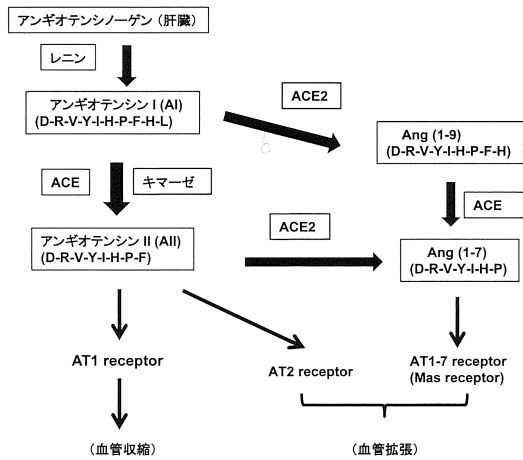 アンギオテンシノーゲン（肝臓）
レニン
アンギオテンシン I (AI)
(D-R-V-Y-I-H-P-F-H-L)
ACE2
Ang (1-9)
(D-R-V-Y-I-H-P-F-H)
ACE
キマーゼ
ACE
アンギオテンシン II (AII)
(D-R-V-Y-I-H-P-F)
ACE2
Ang (1-7)
(D-R-V-Y-I-H-P)
AT1 receptor
AT2 receptor
AT1-7 receptor
(Mas receptor)
（血管収縮）
（血管拡張）